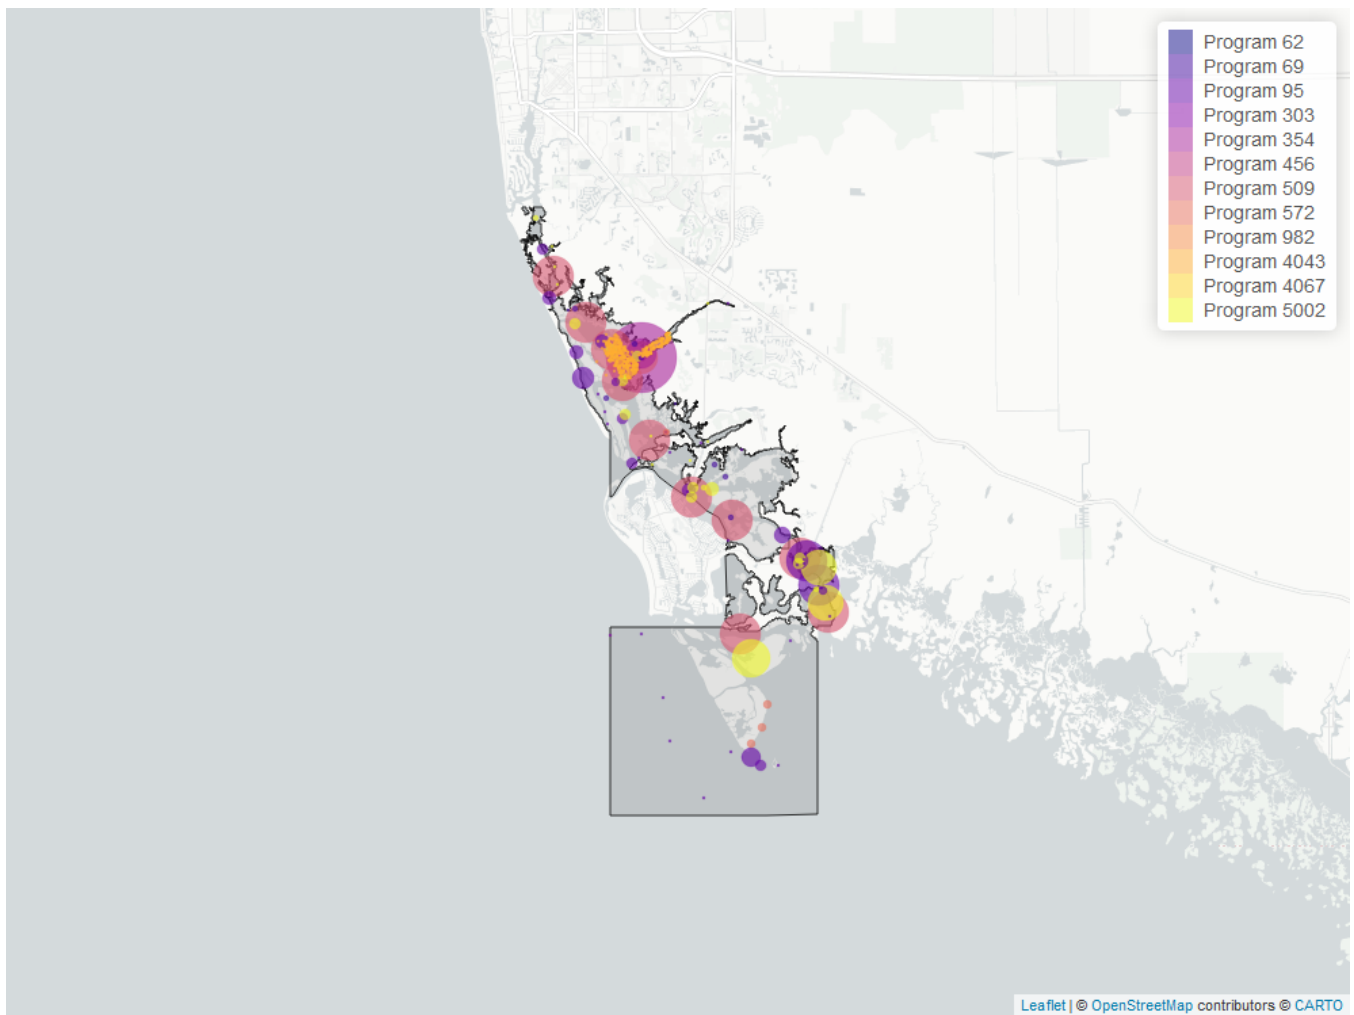 Program 62
Program 69
Program 95
Program 303
Program 354
Program 456
Program 509
Program 572
Program 982
Program 4043
Program 4067
Program 5002
Leaflet | © OpenStreetMap contributors © CARTO